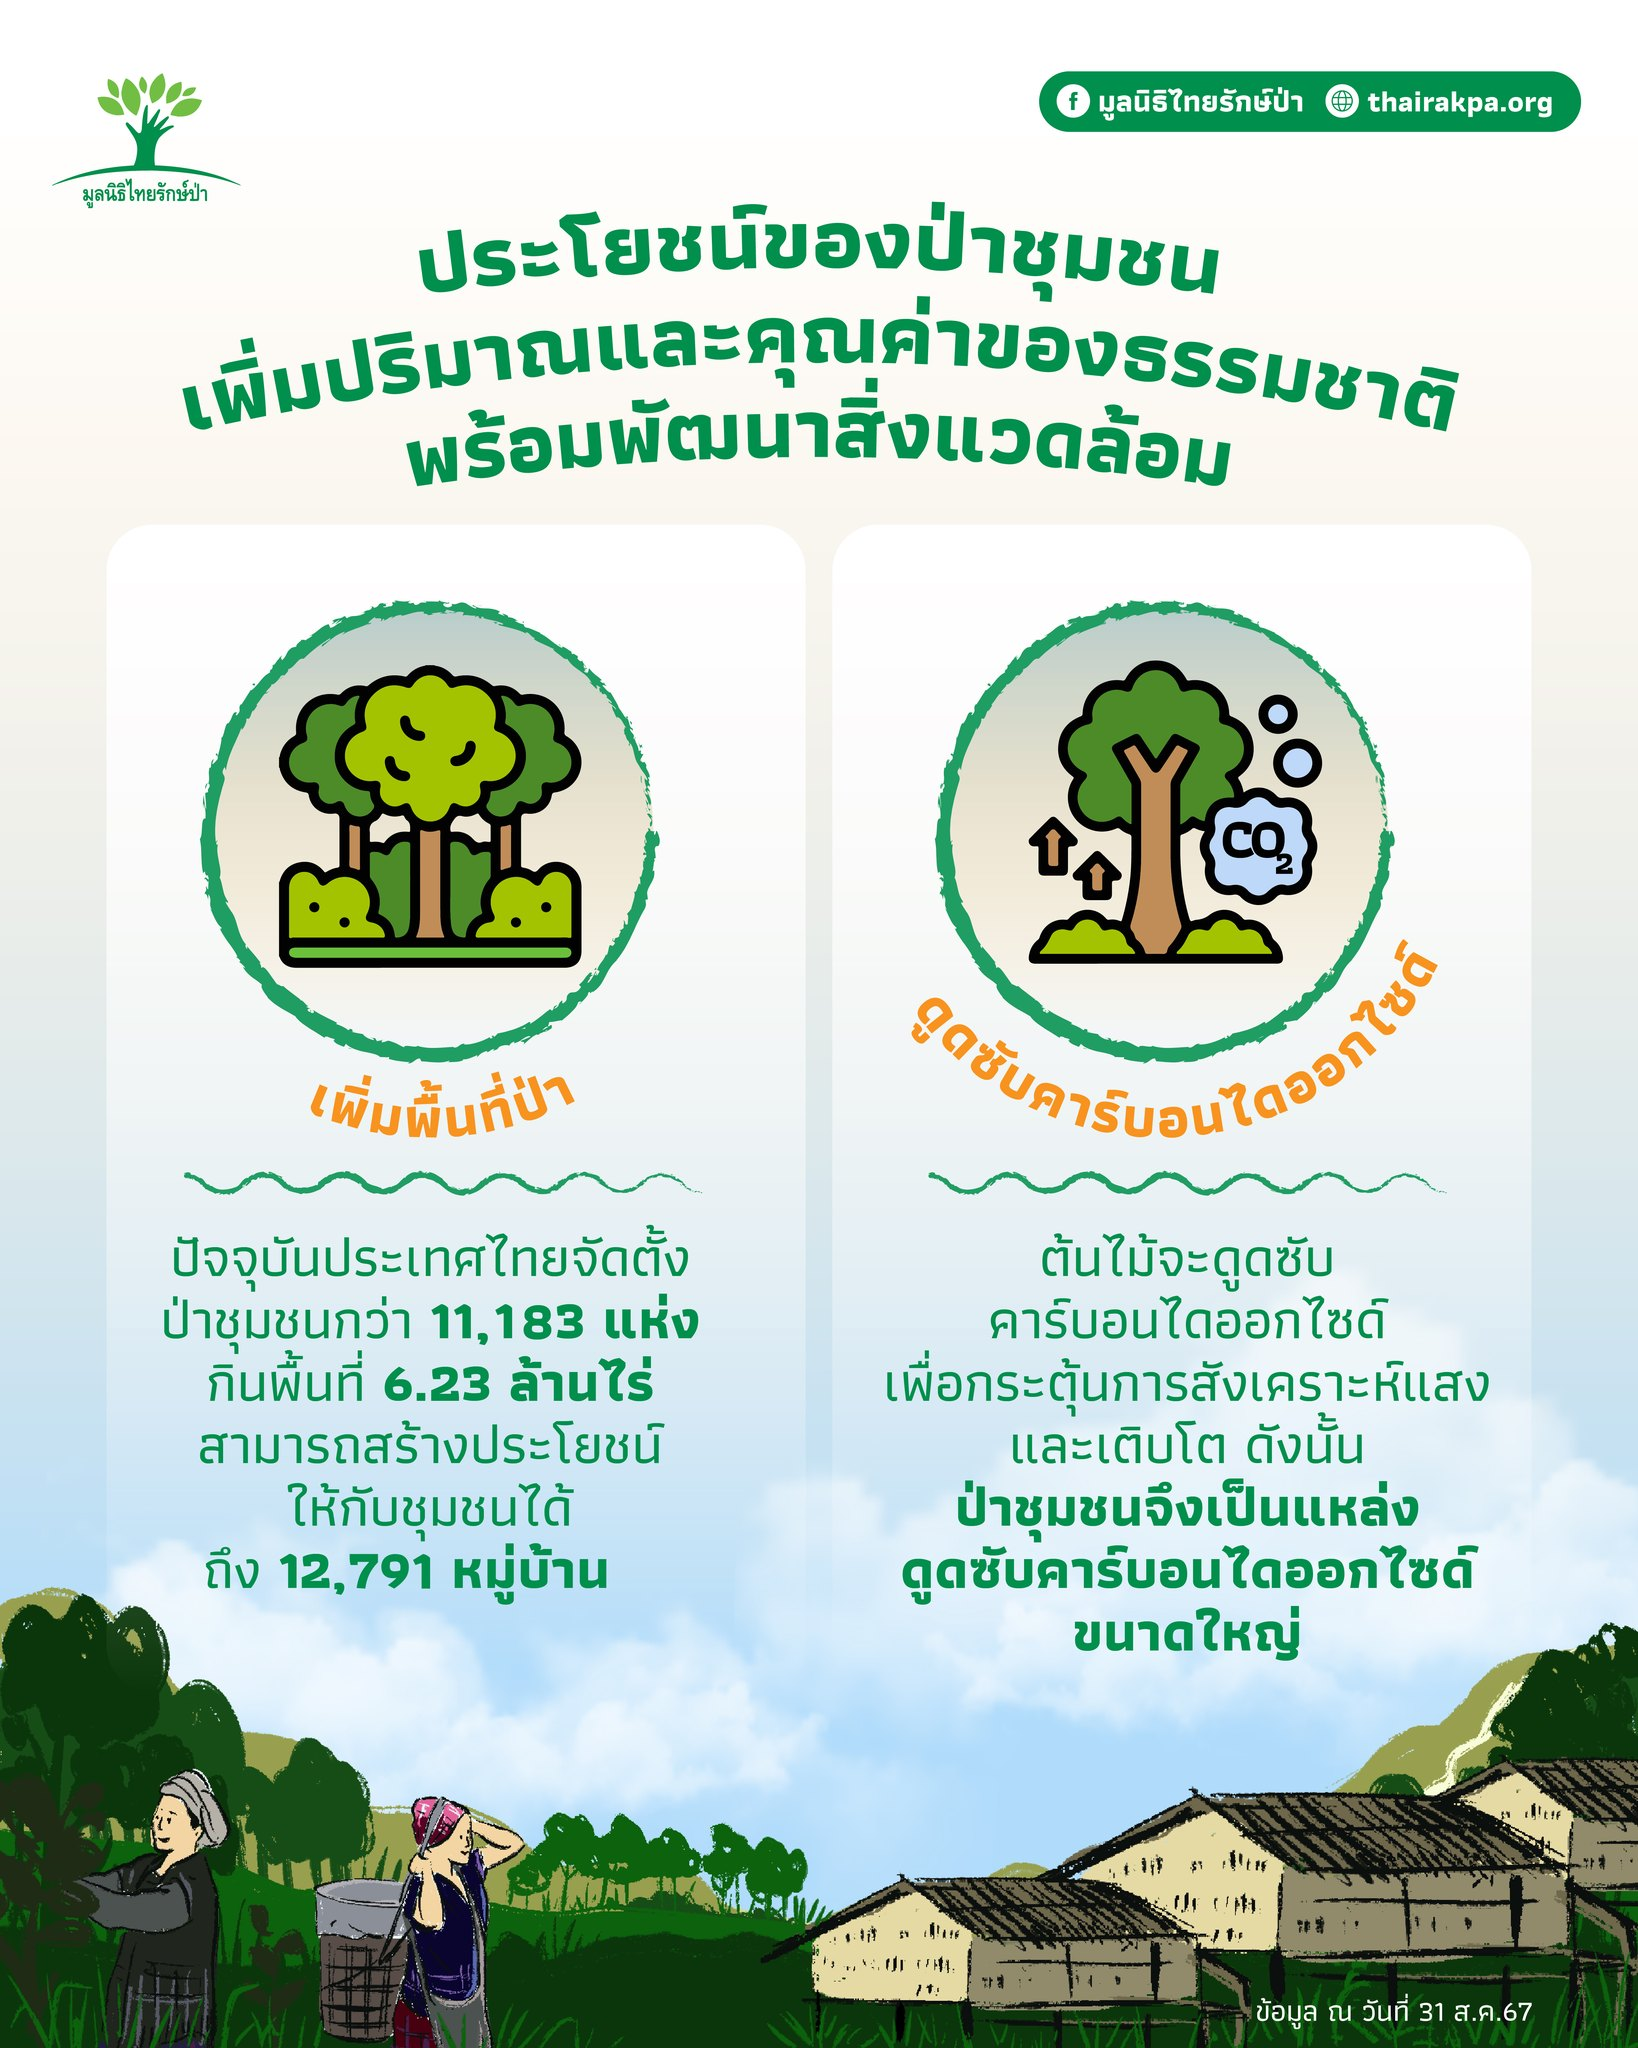 มูลนิธิไทยรักษ์ป่า
มูลนิธิไทยรักษ์ป่า thairakpa.org
ประโยชน์ของป่าชุมชน
เพิ่มปริมาณและคุณค่าของธรรมชาติ
พร้อมพัฒนาสิ่งแวดล้อม
เพิ่มพื้นที่ป่า
ปัจจุบันประเทศไทยจัดตั้ง
ป่าชุมชนกว่า 11,183 แห่ง
กินพื้นที่ 6.23 ล้านไร่
สามารถสร้างประโยชน์
ให้กับชุมชนได้
ถึง 12,791 หมู่บ้าน
CO2
ดูดซับคาร์บอนไดออกไซด์
ต้นไม้จะดูดซับ
คาร์บอนไดออกไซด์
เพื่อกระตุ้นการสังเคราะห์แสง
และเติบโต ดังนั้น
ป่าชุมชนจึงเป็นแหล่ง
ดูดซับคาร์บอนไดออกไซด์
ขนาดใหญ่
ข้อมูล ณ วันที่ 31 ส.ค.67